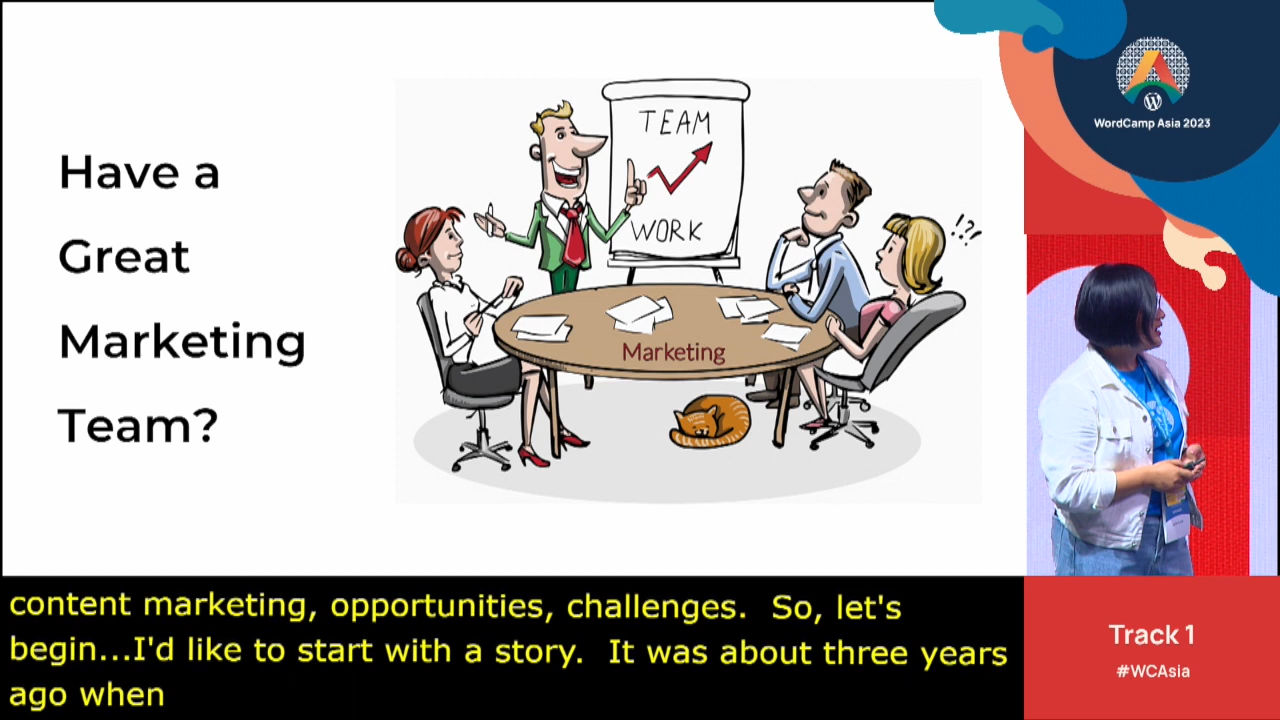 Have a
Great
Marketing
Team?
TEAM
WORK
!?!
Marketing
WordCamp Asia 2023
content marketing, opportunities, challenges.  So, let's
begin...I'd like to start with a story.  It was about three years
ago when
Track 1
#WCAsia